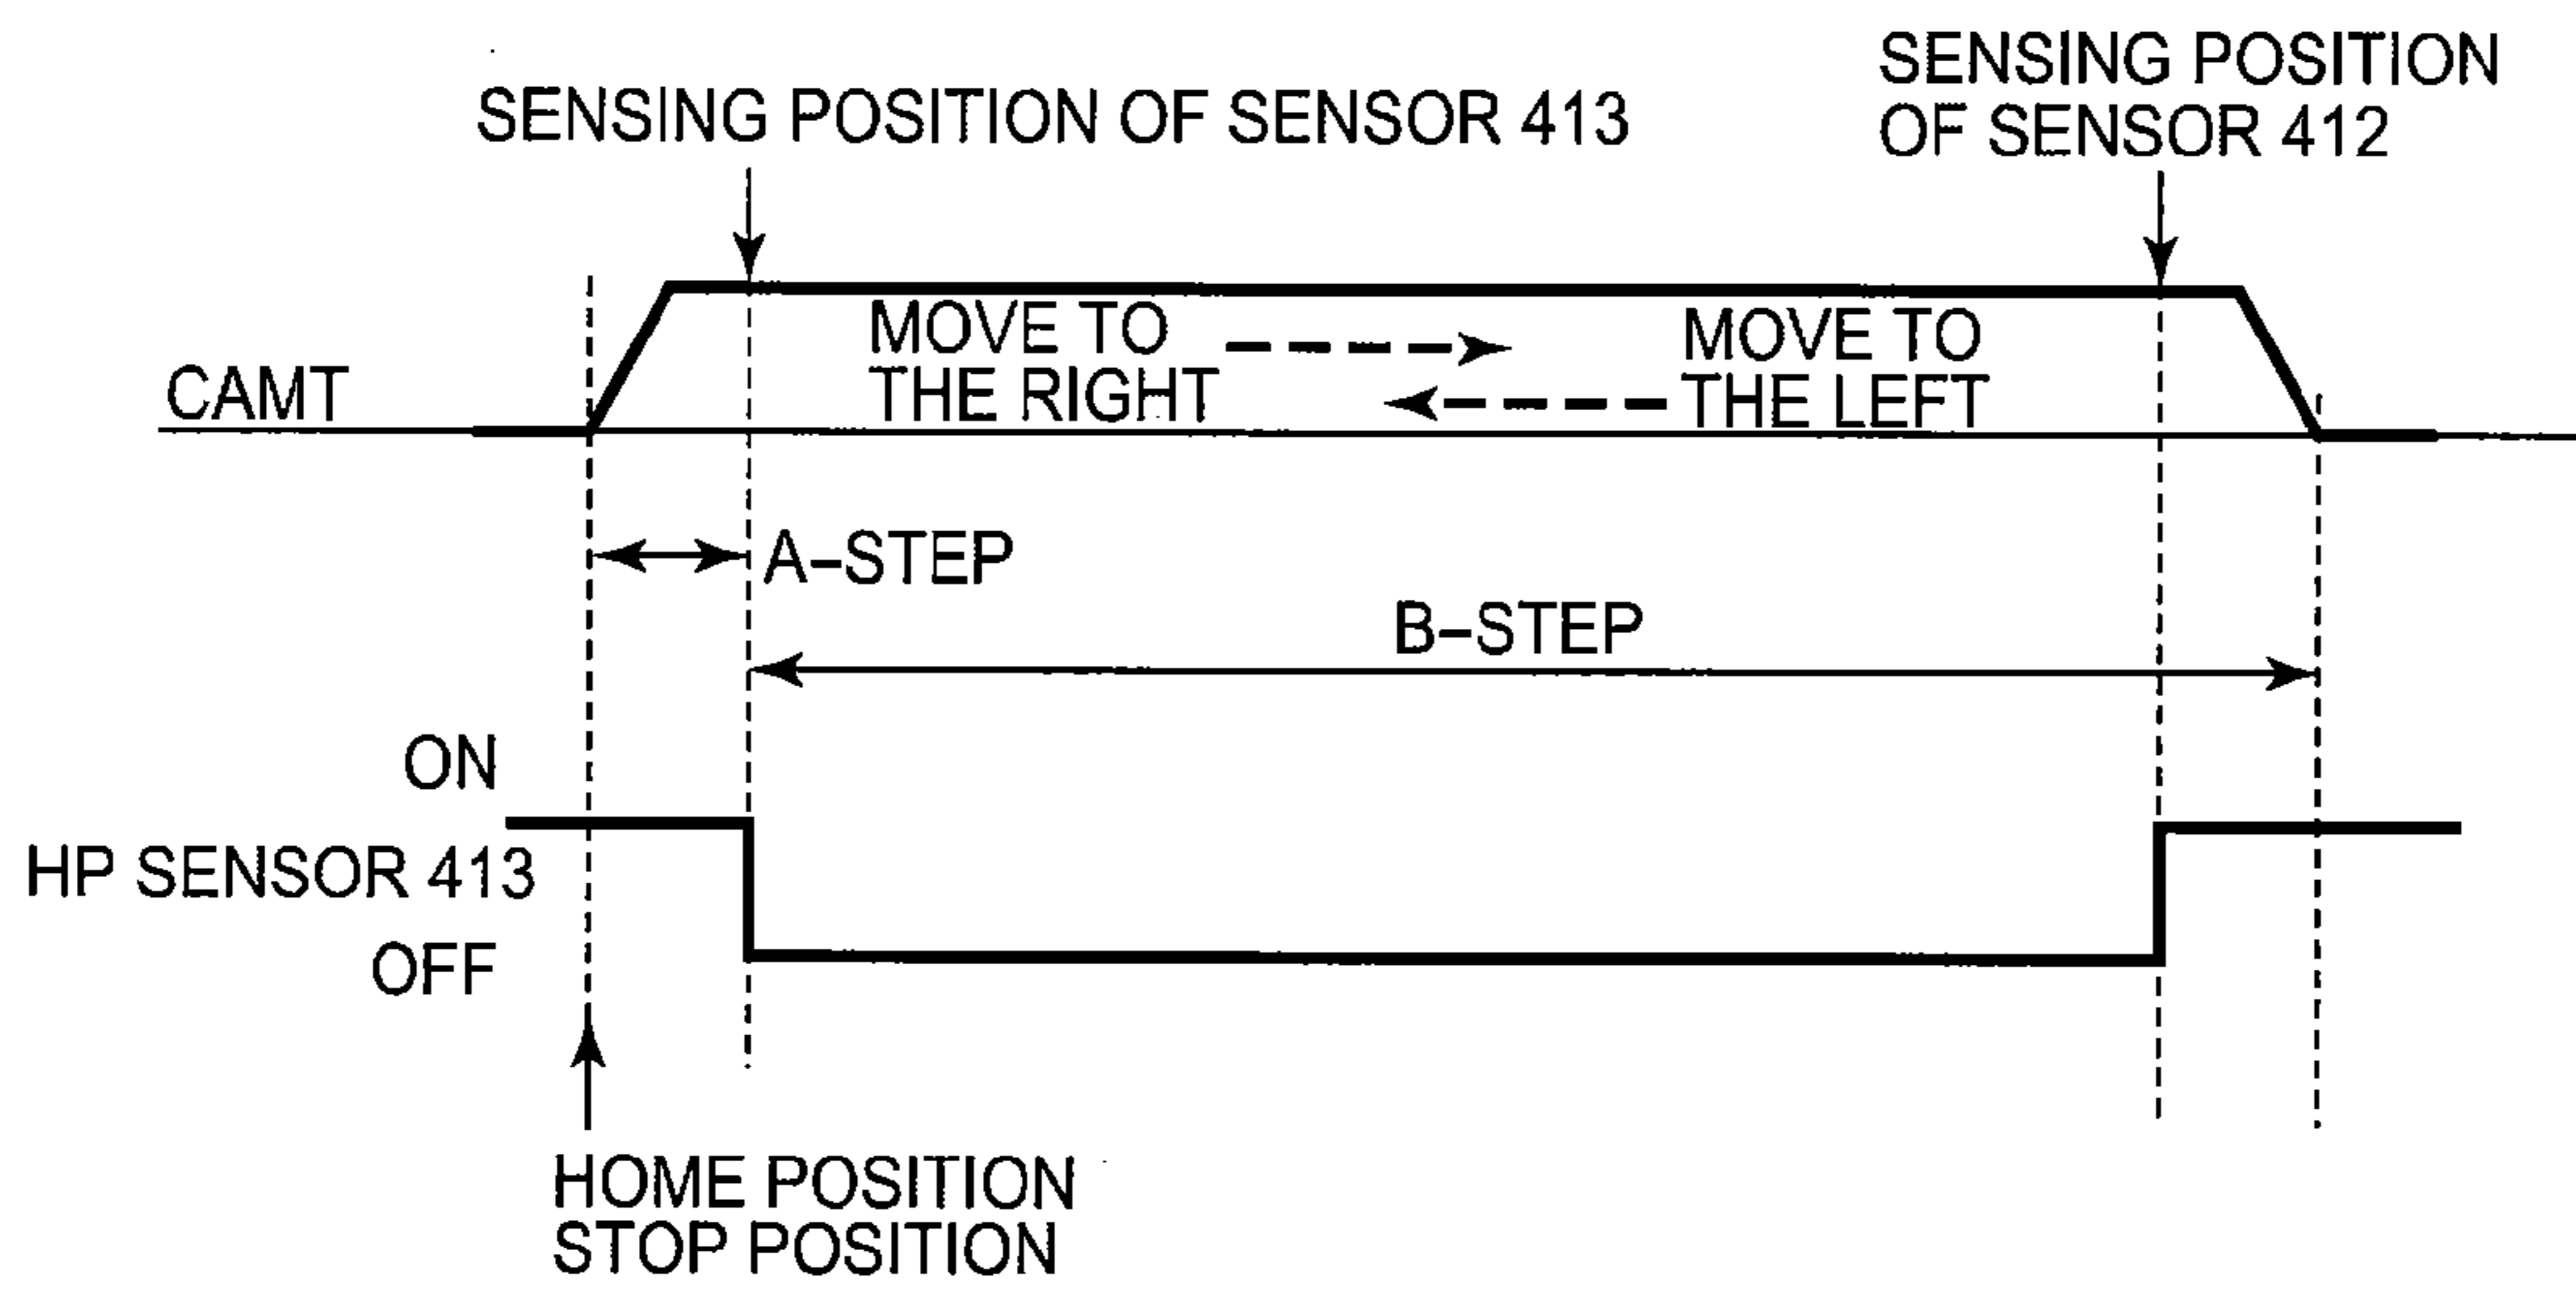 SENSING POSITION OF SENSOR 413
SENSING POSITION
OF SENSOR 412
MOVE TO
THE RIGHT
MOVE TO
THE LEFT
CAMT
A–STEP
B–STEP
ON
HP SENSOR 413
OFF
HOME POSITION
STOP POSITION